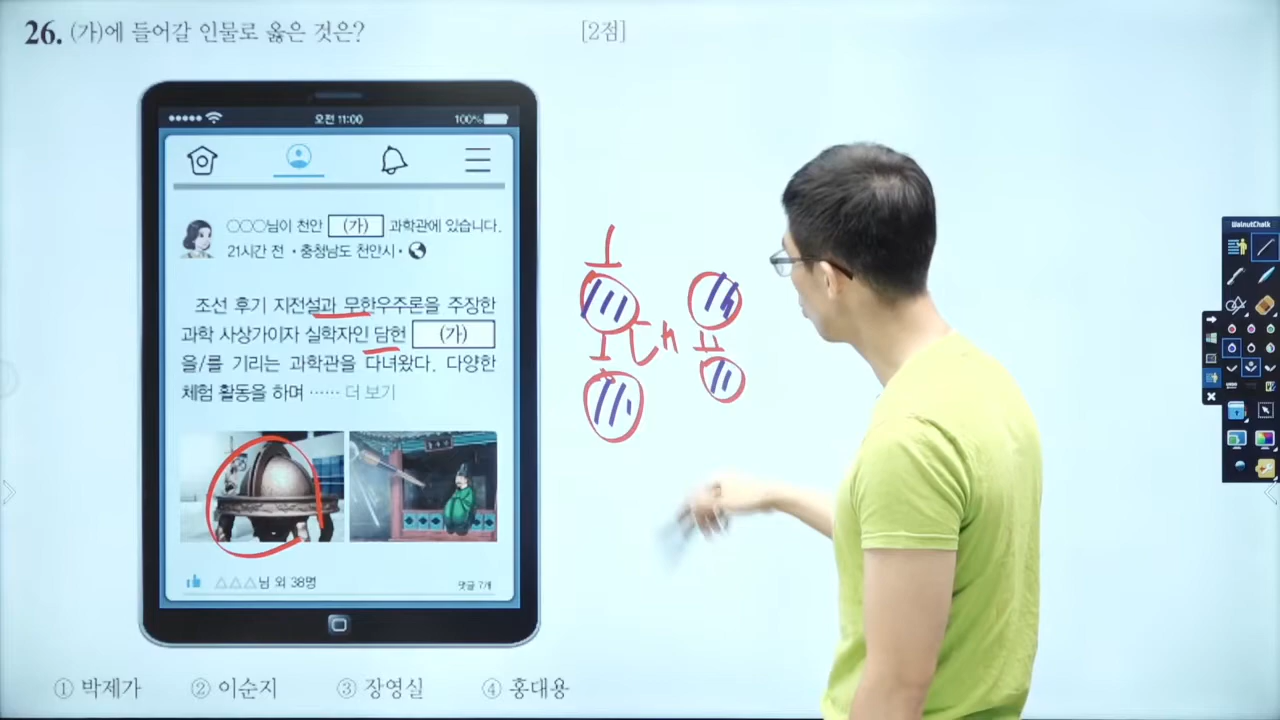 26. (가)에 들어갈 인물로 옳은 것은? [2점]
오전 11:00 100%
○○○님이 천안 (가) 과학관에 있습니다.
21시간 전 • 충청남도 천안시 •
조선 후기 지전설과 무한우주론을 주장한
과학 사상가이자 실학자인 담헌 (가)
을/를 기리는 과학관을 다녀왔다. 다양한
체험 활동을 하며 …… 더 보기
△△△님 외 38명 댓글 7개
① 박제가 ② 이순지 ③ 장영실 ④ 홍대용
WalnutChalk